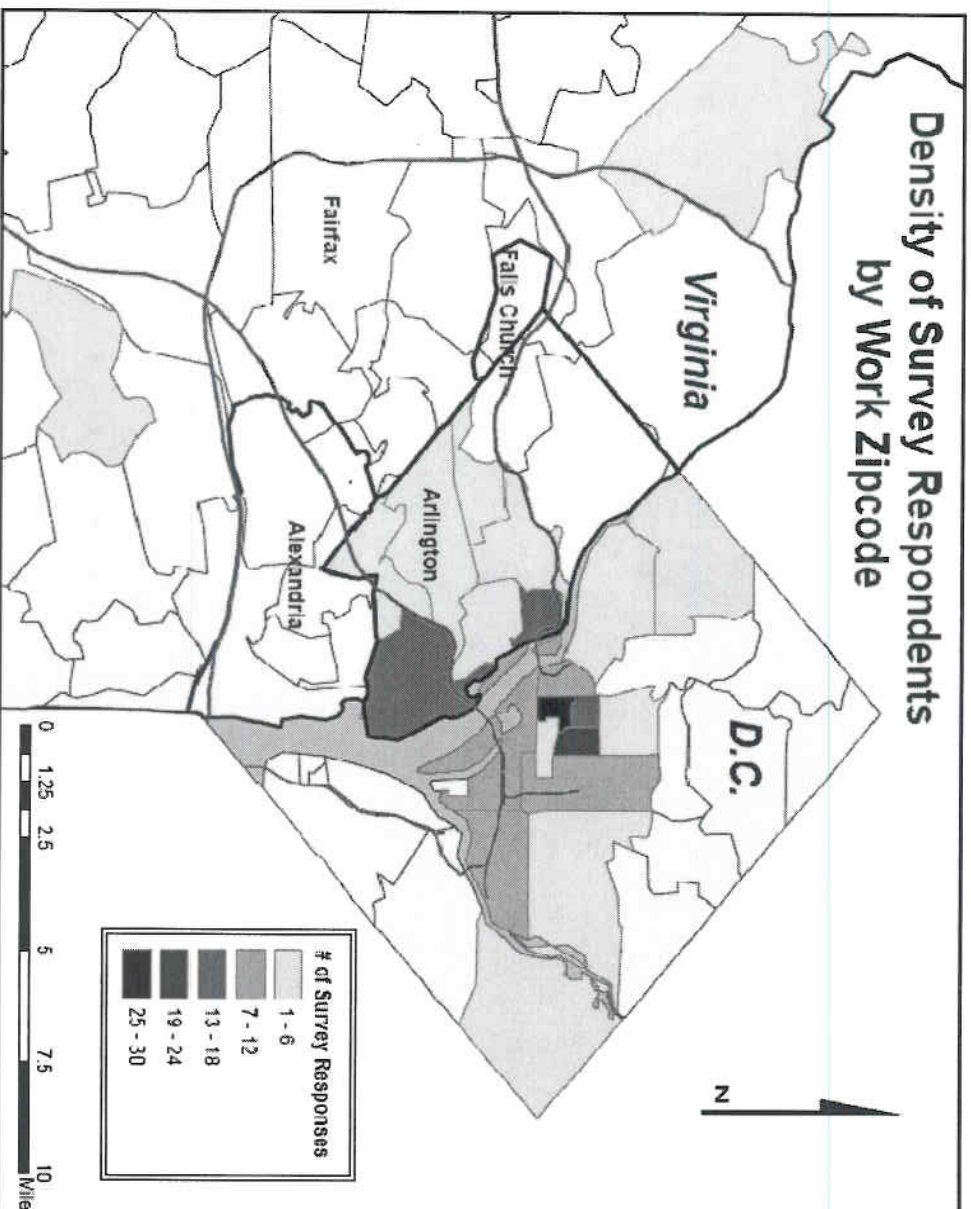 Density of Survey Respondents
by Work Zipcode
Virginia
D.C.
Falls Church
Fairfax
Arlington
Alexandria
N
# of Survey Responses
1 - 6
7 - 12
13 - 18
19 - 24
25 - 30
0 1.25 2.5 5 7.5 10
Mile